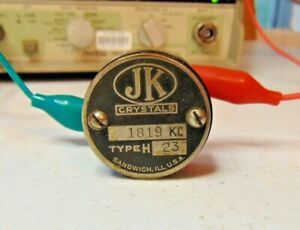 JK
CRYSTALS
1819 KC
TYPE H 23
SANDWICH, ILL. U.S.A.